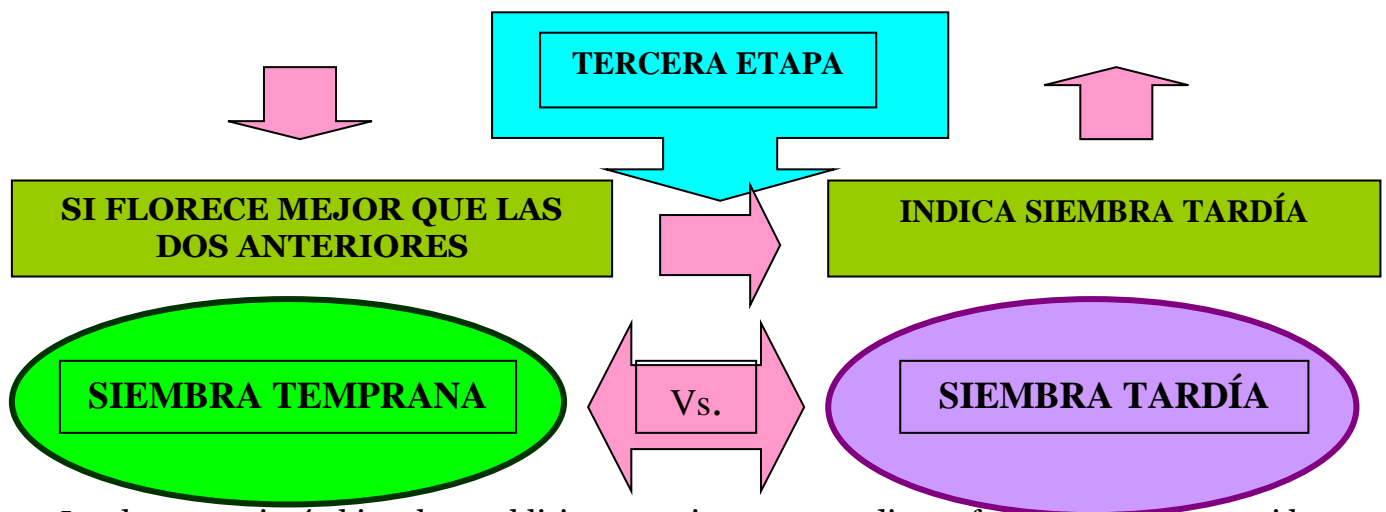 TERCERA ETAPA
SI FLORECE MEJOR QUE LAS
DOS ANTERIORES
INDICA SIEMBRA TARDÍA
SIEMBRA TEMPRANA
Vs.
SIEMBRA TARDÍA